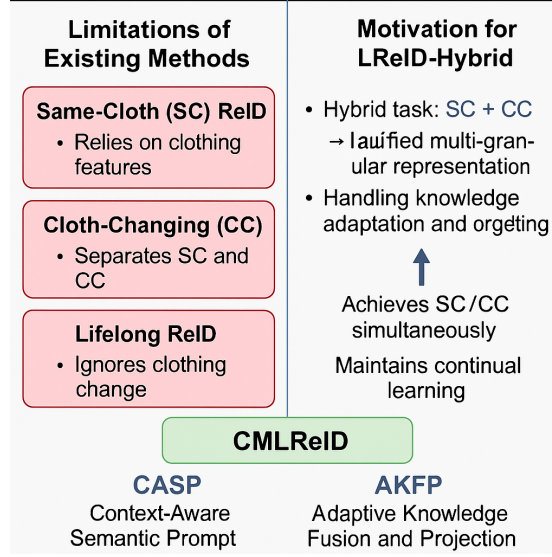 Limitations of
Existing Methods
Same-Cloth (SC) ReID
• Relies on clothing
features
Cloth-Changing (CC)
• Separates SC and
CC
Lifelong ReID
• Ignores clothing
change
Motivation for
LReID-Hybrid
• Hybrid task: SC + CC
→ multi-gran-
ular representation
• Handling knowledge
adaptation and orgetting
Achieves SC/CC
simultaneously
Maintains continual
learning
CMLReID
CASP
Context-Aware
Semantic Prompt
AKFP
Adaptive Knowledge
Fusion and Projection